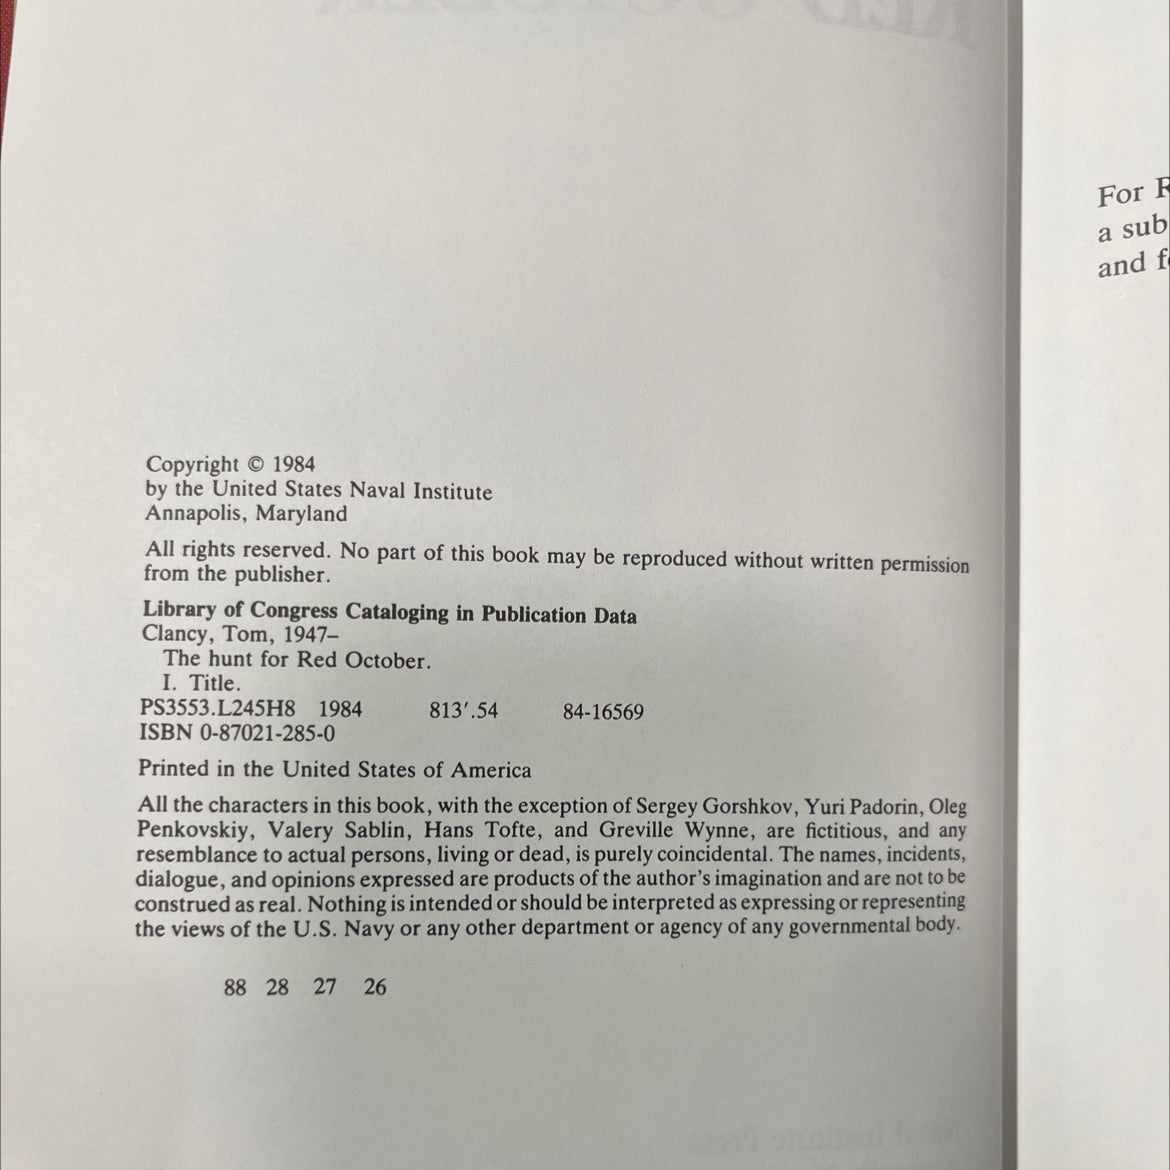 Copyright © 1984
by the United States Naval Institute
Annapolis, Maryland
All rights reserved. No part of this book may be reproduced without written permission
from the publisher.
Library of Congress Cataloging in Publication Data
Clancy, Tom, 1947–
The hunt for Red October.
I. Title.
PS3553.L245H8 1984 813′.54 84-16569
ISBN 0-87021-285-0
Printed in the United States of America
All the characters in this book, with the exception of Sergey Gorshkov, Yuri Padorin, Oleg
Penkovskiy, Valery Sablin, Hans Tofte, and Greville Wynne, are fictitious, and any
resemblance to actual persons, living or dead, is purely coincidental. The names, incidents,
dialogue, and opinions expressed are products of the author's imagination and are not to be
construed as real. Nothing is intended or should be interpreted as expressing or representing
the views of the U.S. Navy or any other department or agency of any governmental body.
88 28 27 26
For
a sub
and